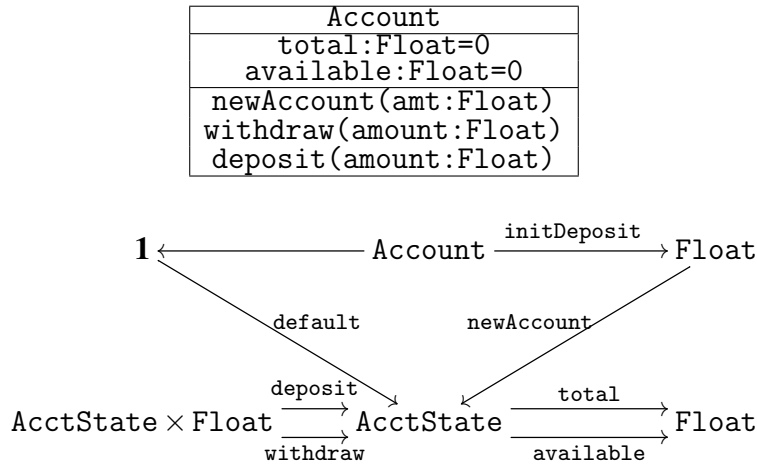 Account
total:Float=0
available:Float=0
newAccount(amt:Float)
withdraw(amount:Float)
deposit(amount:Float)
1 Account initDeposit Float
default newAccount
AcctState × Float deposit AcctState total Float
withdraw available